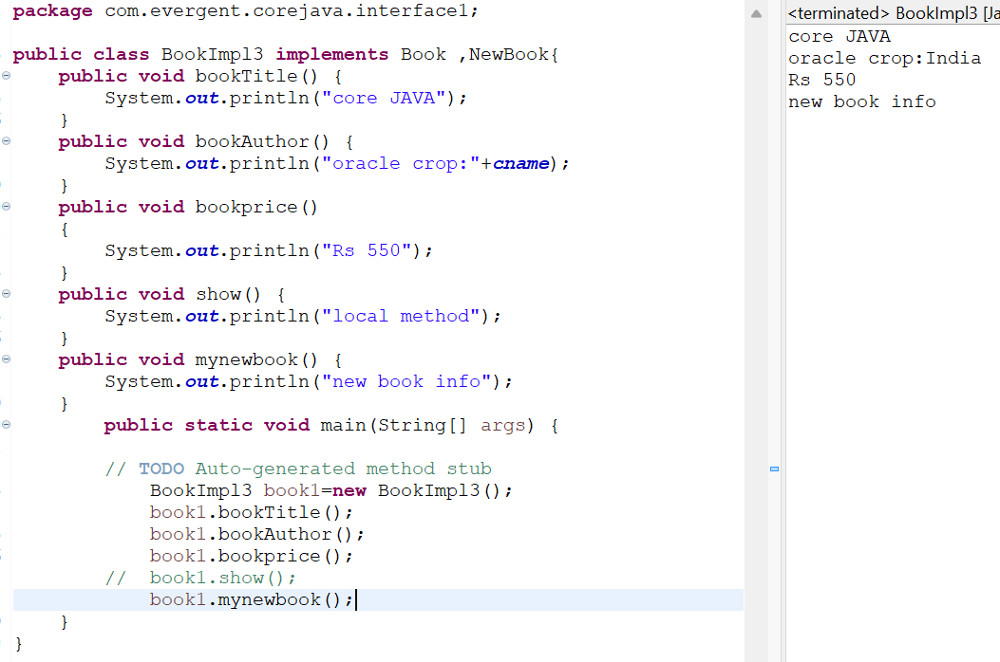 package com.evergent.corejava.interface1;
public class BookImpl3 implements Book ,NewBook{
public void bookTitle() {
System.out.println("core JAVA");
}
public void bookAuthor() {
System.out.println("oracle crop:"+cname);
}
public void bookprice()
{
System.out.println("Rs 550");
}
public void show() {
System.out.println("local method");
}
public void mynewbook() {
System.out.println("new book info");
}
public static void main(String[] args) {
// TODO Auto-generated method stub
BookImpl3 book1=new BookImpl3();
book1.bookTitle();
book1.bookAuthor();
book1.bookprice();
// book1.show();
book1.mynewbook();
}
}
<terminated> BookImpl3 [Ja
core JAVA
oracle crop:India
Rs 550
new book info